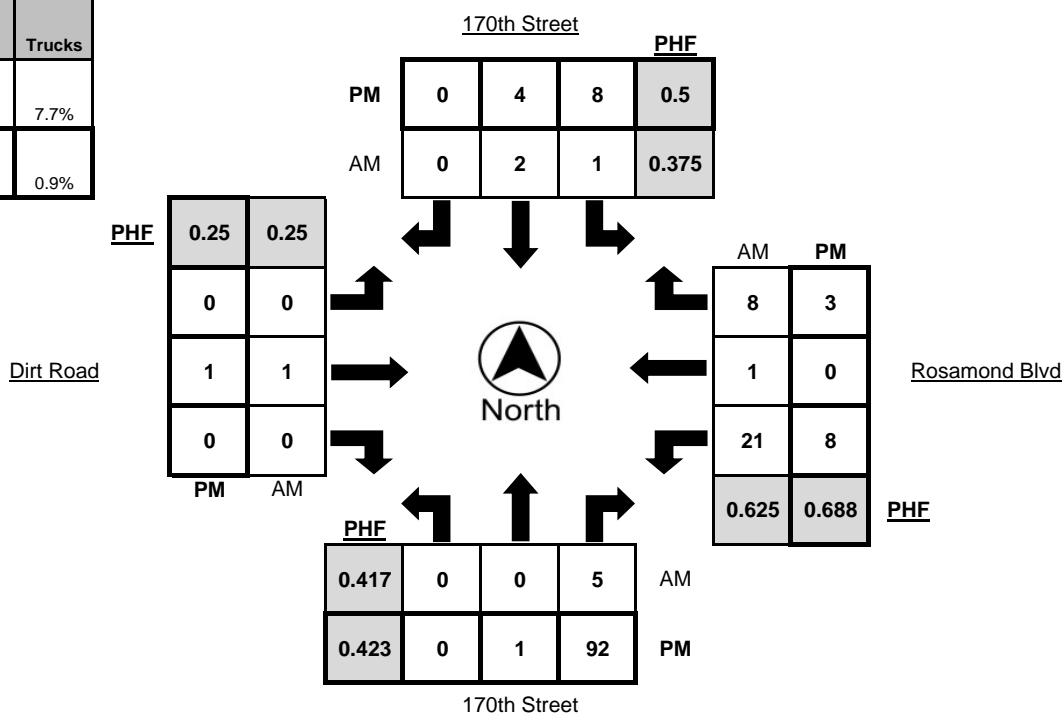 170th Street
Trucks
PHF
7.7%
PM 0 4 8 0.5
AM 0 2 1 0.375
0.9%
PHF 0.25 0.25
AM PM
0 0
8 3
Dirt Road 1 1
North
1 0 Rosamond Blvd
0 0
21 8
PM AM
0.625 0.688 PHF
PHF
0.417 0 0 5 AM
0.423 0 1 92 PM
170th Street